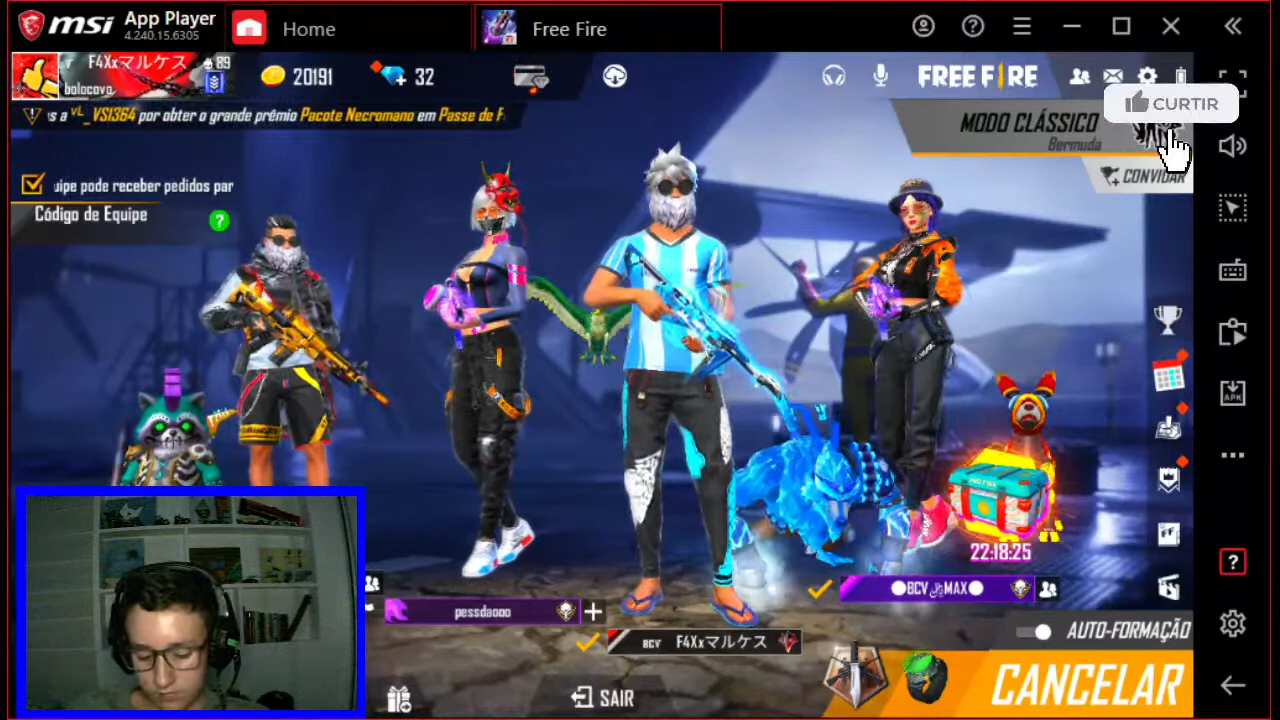 msi App Player
4.240.15.6305
Home
Free Fire
F4Xxマルケス
89
bolocova
20191
32
FREE FIRE
CURTIR
s a vL_VSI364 por obter o grande prêmio Pacote Necromano em Passe de F
MODO CLÁSSICO
Bermuda
CONVIDAR
uipe pode receber pedidos par
Código de Equipe
?
APK
22:18:25
BCV MAX
pessdaooo
BCV F4Xxマルケス
AUTO-FORMAÇÃO
SAIR
CANCELAR